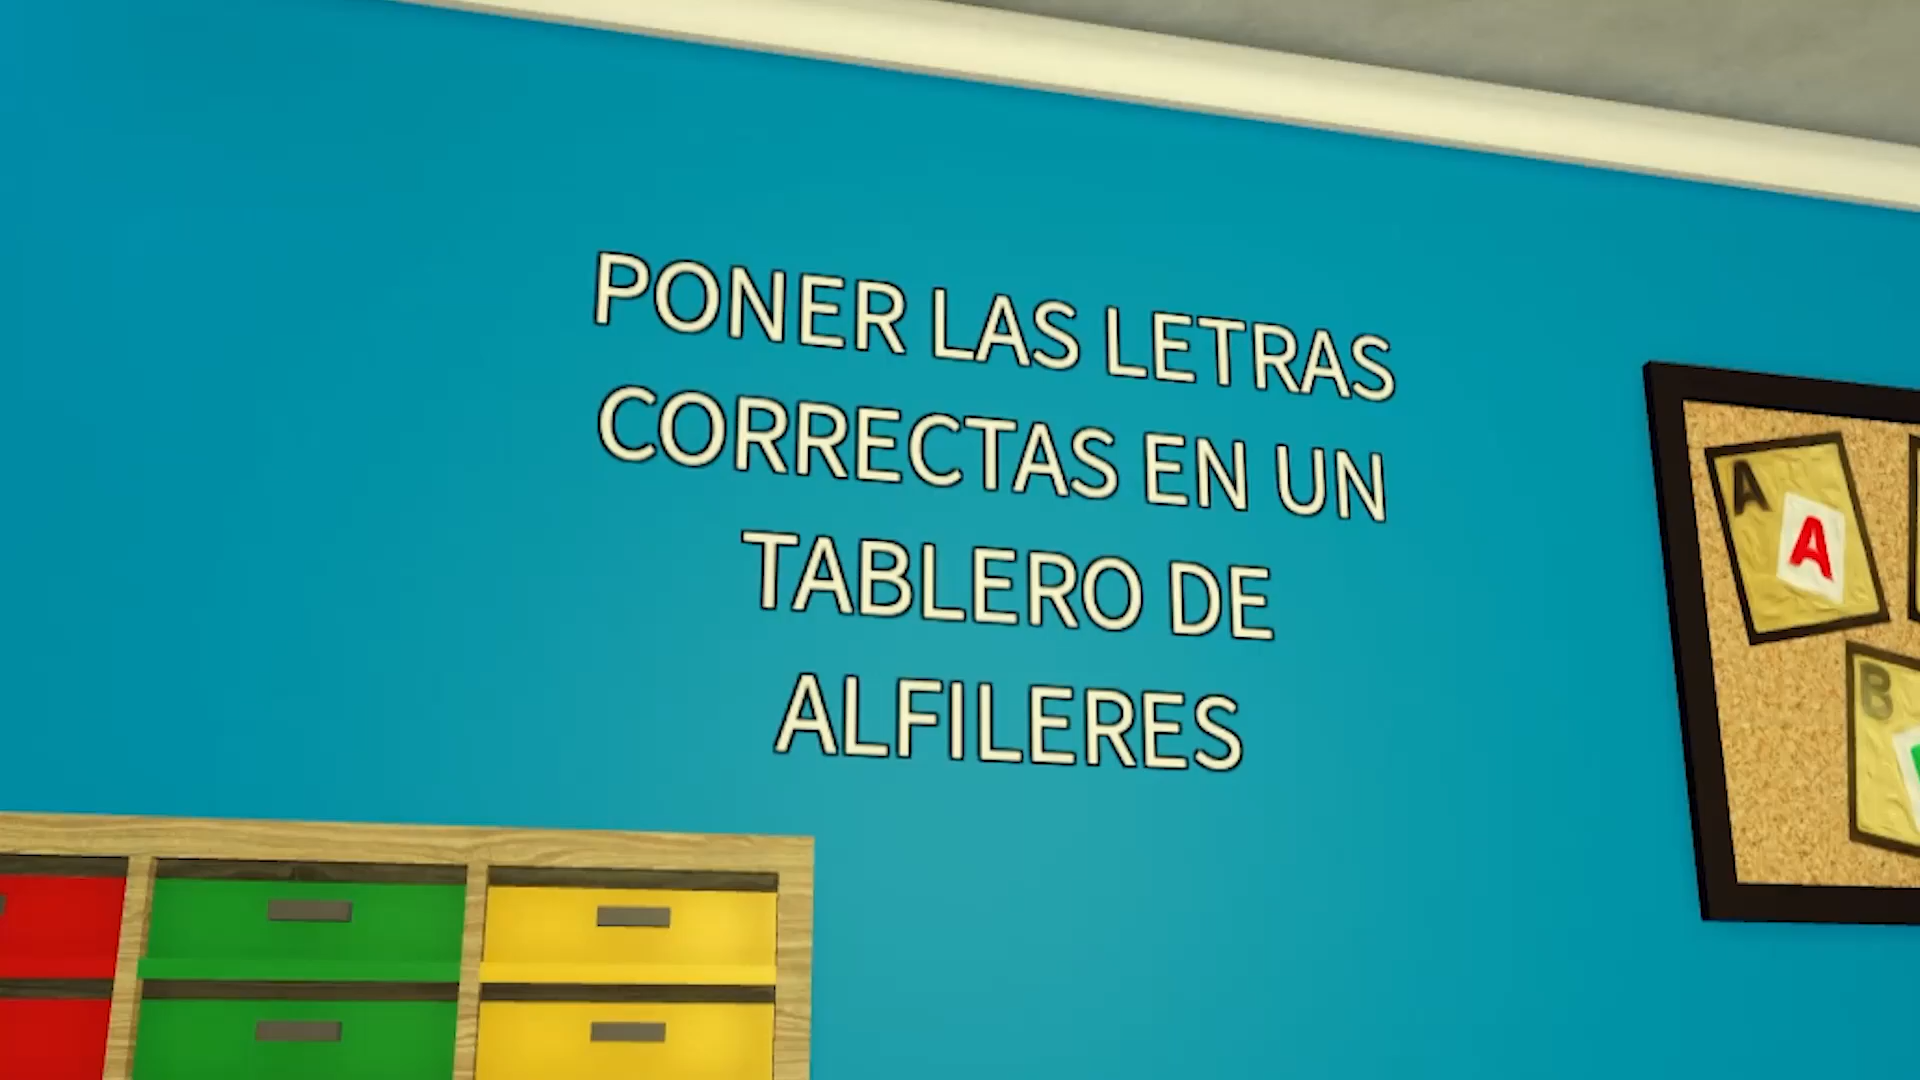 PONER LAS LETRAS
CORRECTAS EN UN
TABLERO DE
ALFILERES
A
A
B